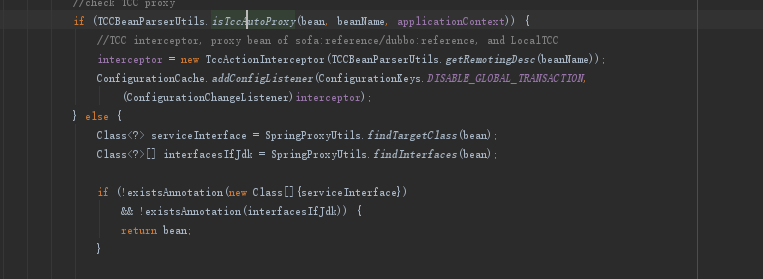 //check TCC proxy
if (TCCBeanParserUtils.isTccAutoProxy(bean, beanName, applicationContext)) {
//TCC interceptor, proxy bean of sofa:reference/dubbo:reference, and LocalTCC
interceptor = new TccActionInterceptor(TCCBeanParserUtils.getRemotingDesc(beanName));
ConfigurationCache.addConfigListener(ConfigurationKeys.DISABLE_GLOBAL_TRANSACTION,
(ConfigurationChangeListener)interceptor);
} else {
Class<?> serviceInterface = SpringProxyUtils.findTargetClass(bean);
Class<?>[] interfacesIfJdk = SpringProxyUtils.findInterfaces(bean);
if (!existsAnnotation(new Class[]{serviceInterface})
&& !existsAnnotation(interfacesIfJdk)) {
return bean;
}